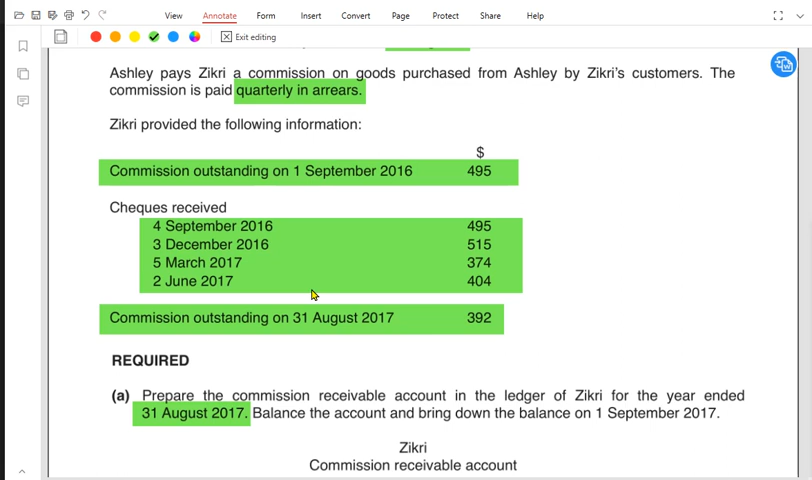 View Annotate Form Insert Convert Page Protect Share Help
Exit editing
Ashley pays Zikri a commission on goods purchased from Ashley by Zikri's customers. The
commission is paid quarterly in arrears.
Zikri provided the following information:
$
Commission outstanding on 1 September 2016 495
Cheques received
4 September 2016 495
3 December 2016 515
5 March 2017 374
2 June 2017 404
Commission outstanding on 31 August 2017 392
REQUIRED
(a) Prepare the commission receivable account in the ledger of Zikri for the year ended
31 August 2017. Balance the account and bring down the balance on 1 September 2017.
Zikri
Commission receivable account